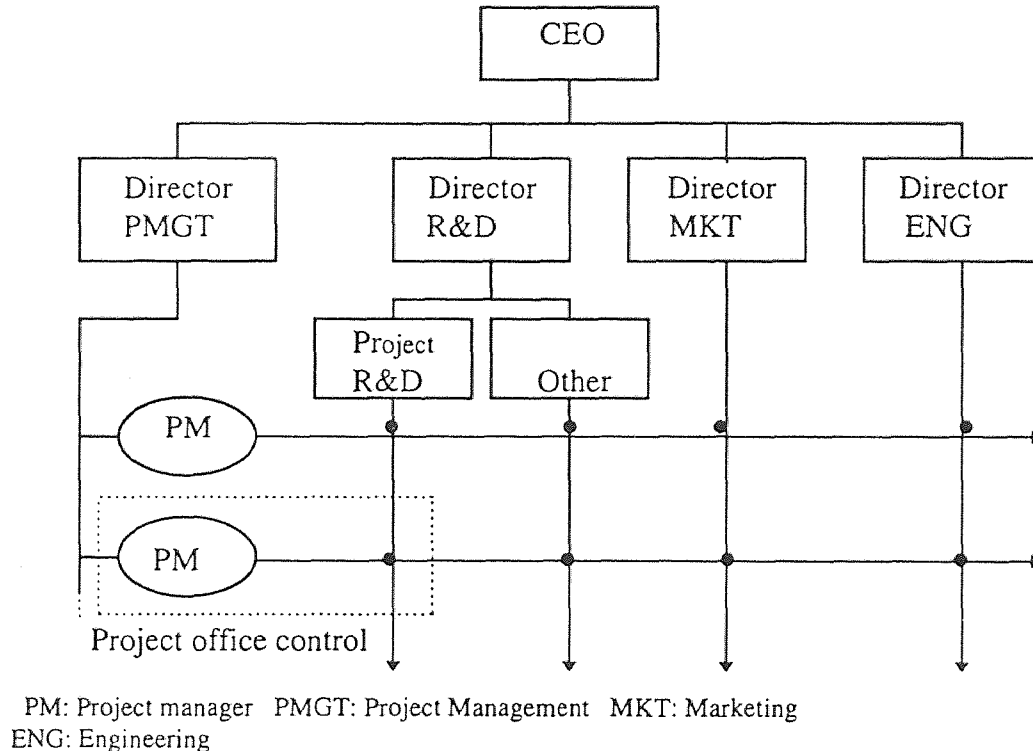 CEO
Director
PMGT
Director
R&D
Director
MKT
Director
ENG
Project
R&D
Other
PM
PM
Project office control
PM: Project manager PMGT: Project Management MKT: Marketing
ENG: Engineering